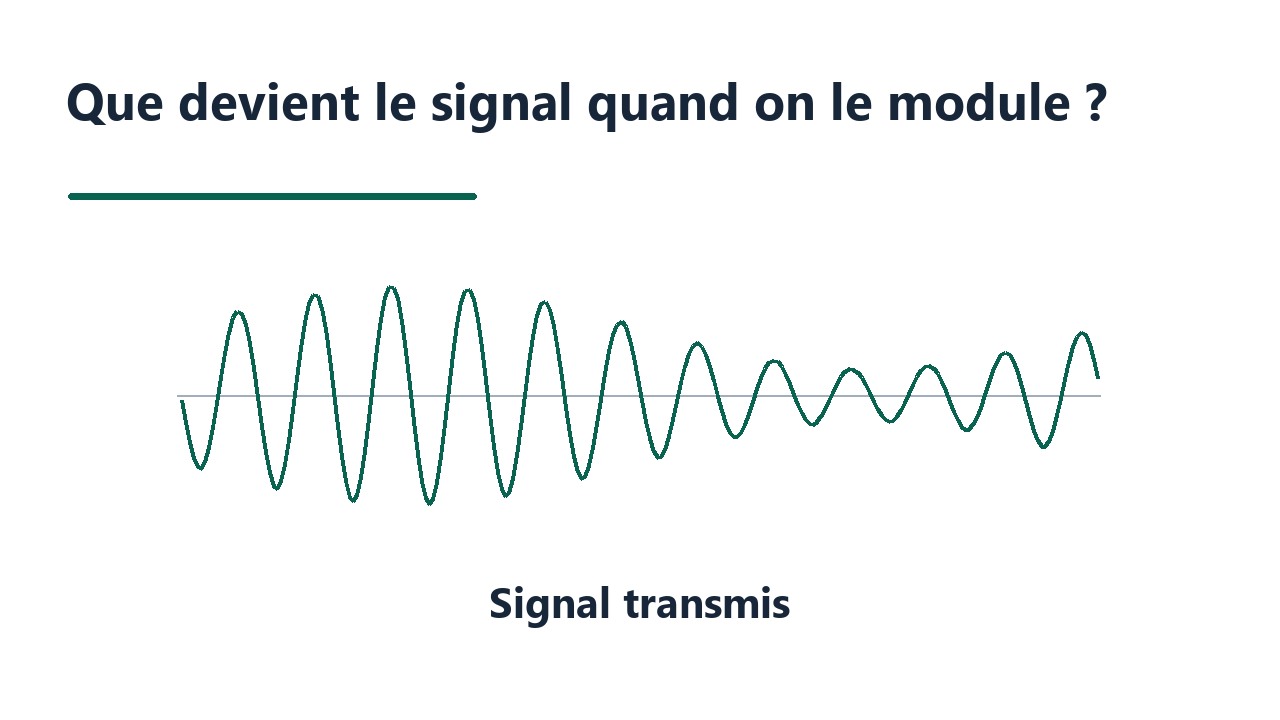 Que devient le signal quand on le module ?
Signal transmis